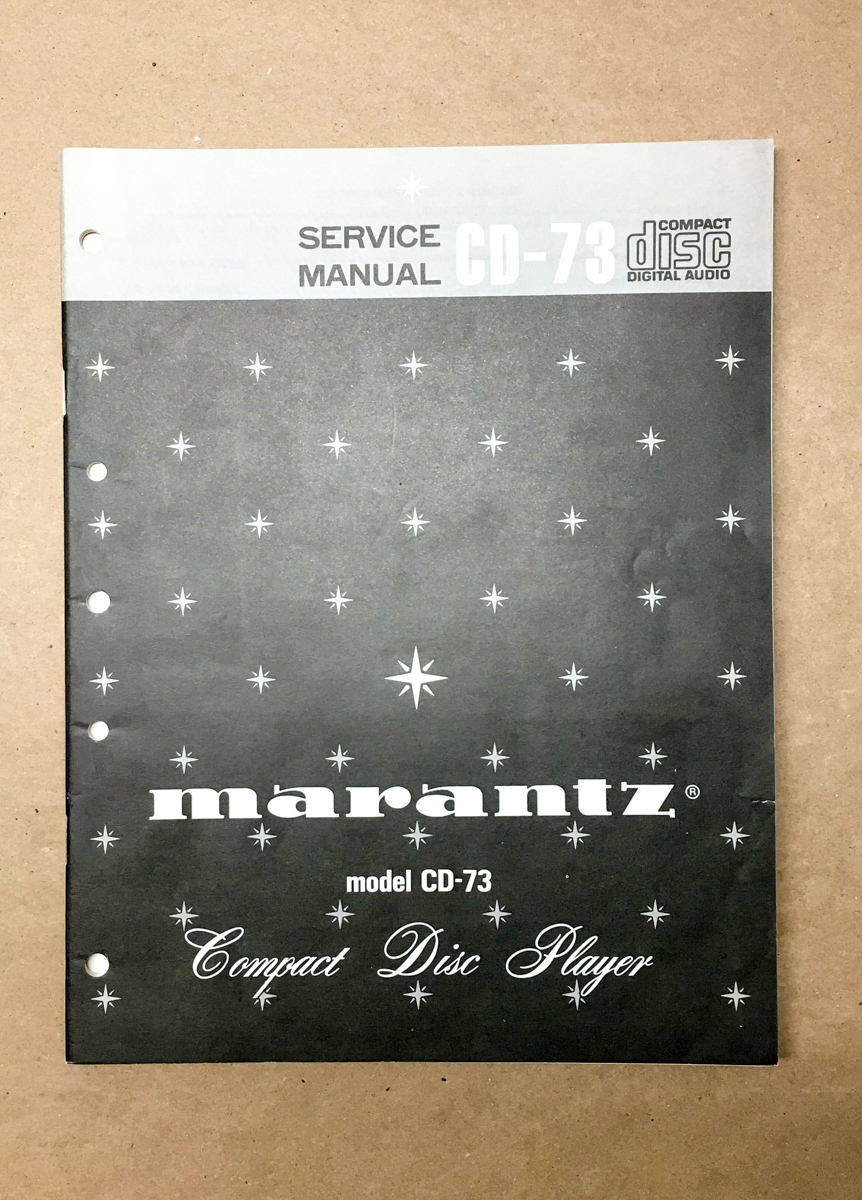 SERVICE
MANUAL
CD-73
COMPACT
disc
DIGITAL AUDIO
marantz®
model CD-73
Compact Disc Player